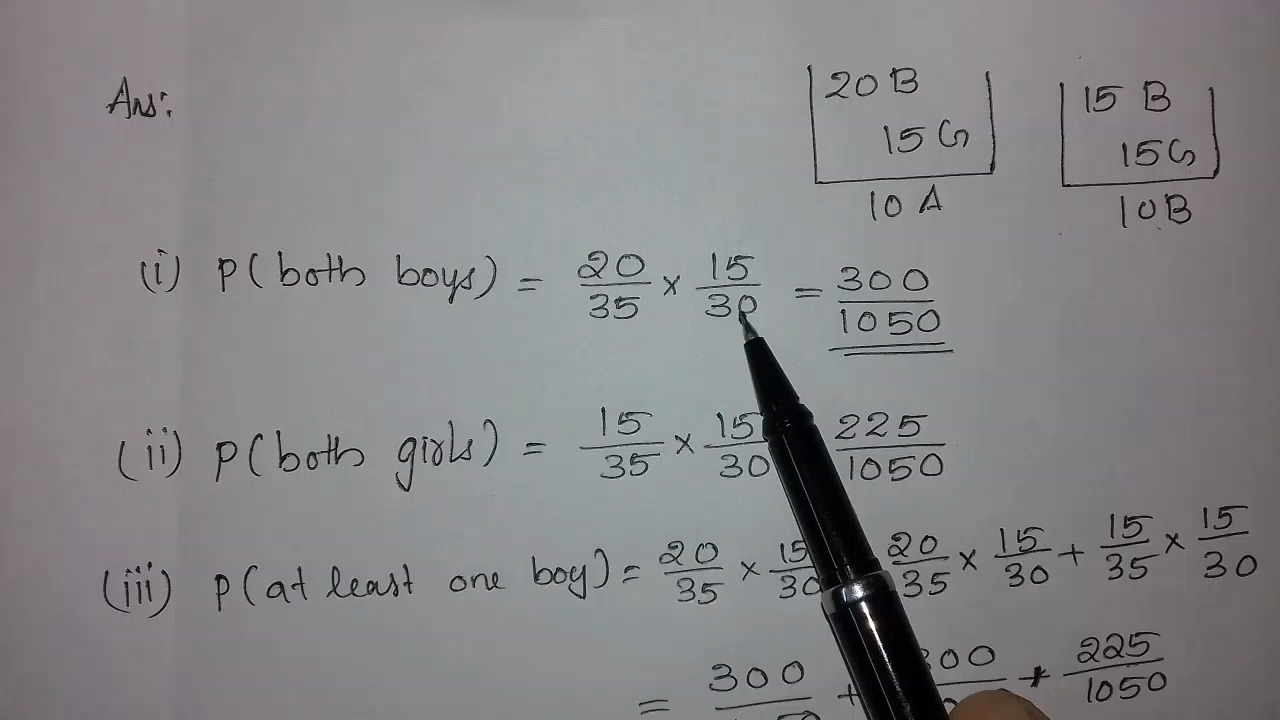 Ans:
20 B 15 B
15 G 15 G
10 A 10 B
(i) P(both boys) = 20/35 × 15/30 = 300/1050
(ii) P(both girls) = 15/35 × 15/30 225/1050
(iii) P(at least one boy) = 20/35 × 15/30 20/35 × 15/30 + 15/35 × 15/30
= 300 + 300 + 225/1050